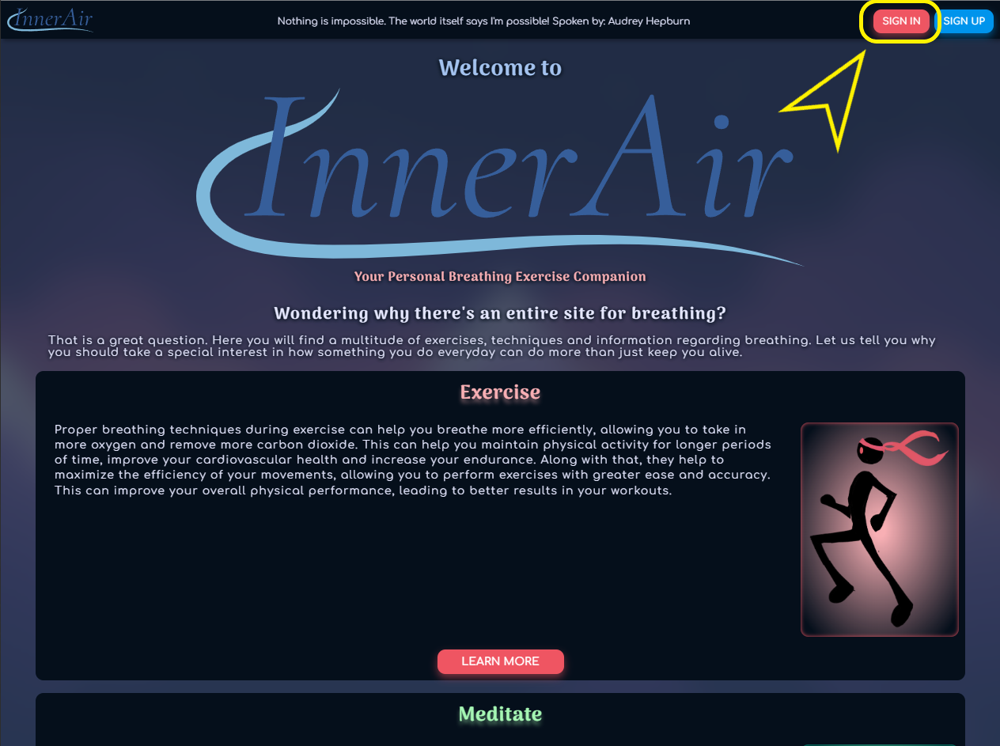 InnerAir
Nothing is impossible. The world itself says I'm possible! Spoken by: Audrey Hepburn
SIGN IN
SIGN UP
Welcome to
InnerAir
Your Personal Breathing Exercise Companion
Wondering why there's an entire site for breathing?
That is a great question. Here you will find a multitude of exercises, techniques and information regarding breathing. Let us tell you why
you should take a special interest in how something you do everyday can do more than just keep you alive.
Exercise
Proper breathing techniques during exercise can help you breathe more efficiently, allowing you to take in
more oxygen and remove more carbon dioxide. This can help you maintain physical activity for longer periods
of time, improve your cardiovascular health and increase your endurance. Along with that, they help to
maximize the efficiency of your movements, allowing you to perform exercises with greater ease and accuracy.
This can improve your overall physical performance, leading to better results in your workouts.
LEARN MORE
Meditate